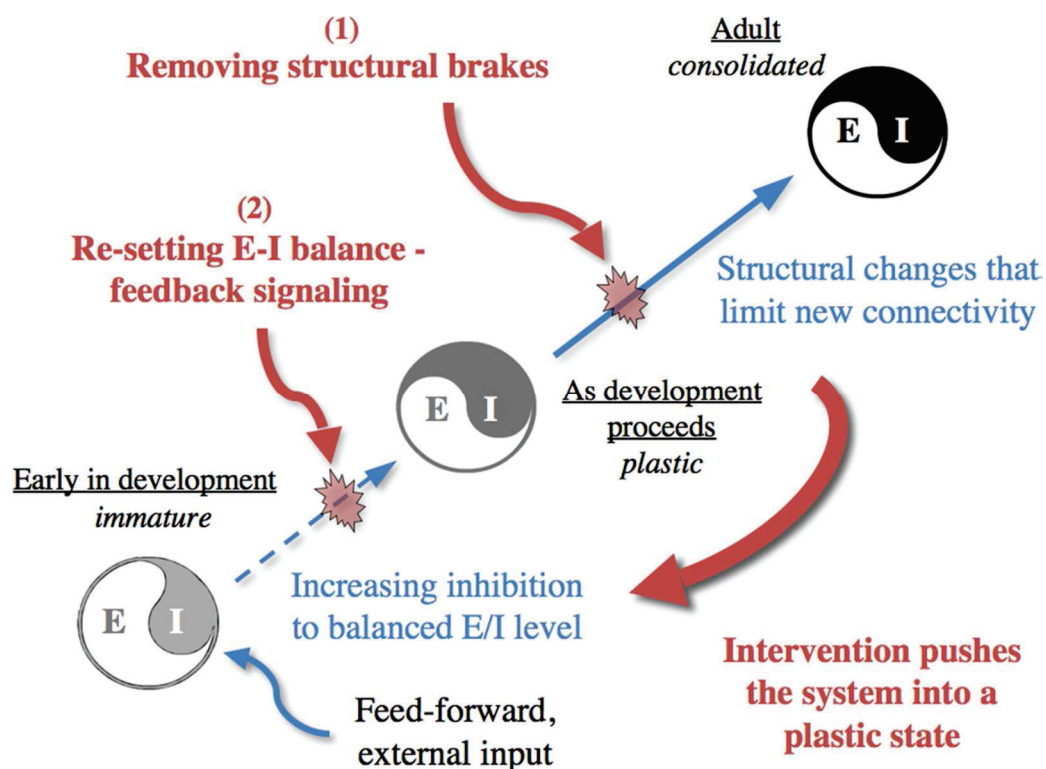 (1)
Removing structural brakes
Adult
consolidated
E I
(2)
Re-setting E-I balance -
feedback signaling
Structural changes that
limit new connectivity
E I
As development
proceeds
plastic
Early in development
immature
E I
Increasing inhibition
to balanced E/I level
Feed-forward,
external input
Intervention pushes
the system into a
plastic state